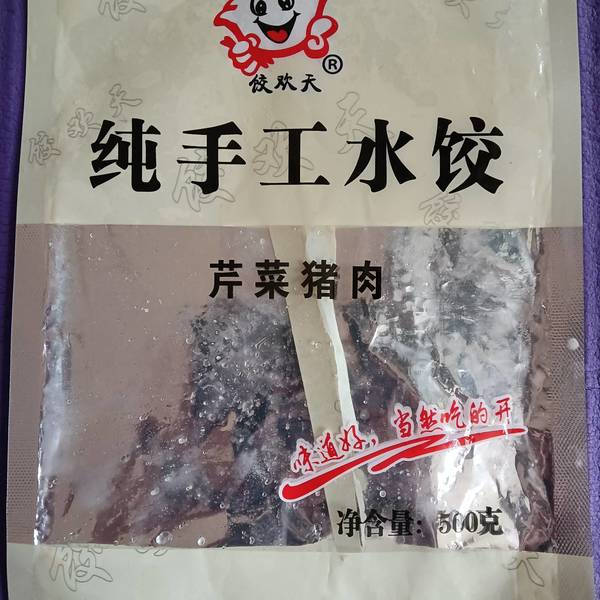 饺欢天®
纯手工水饺
芹菜猪肉
味道好，当然吃的开
净含量：500克